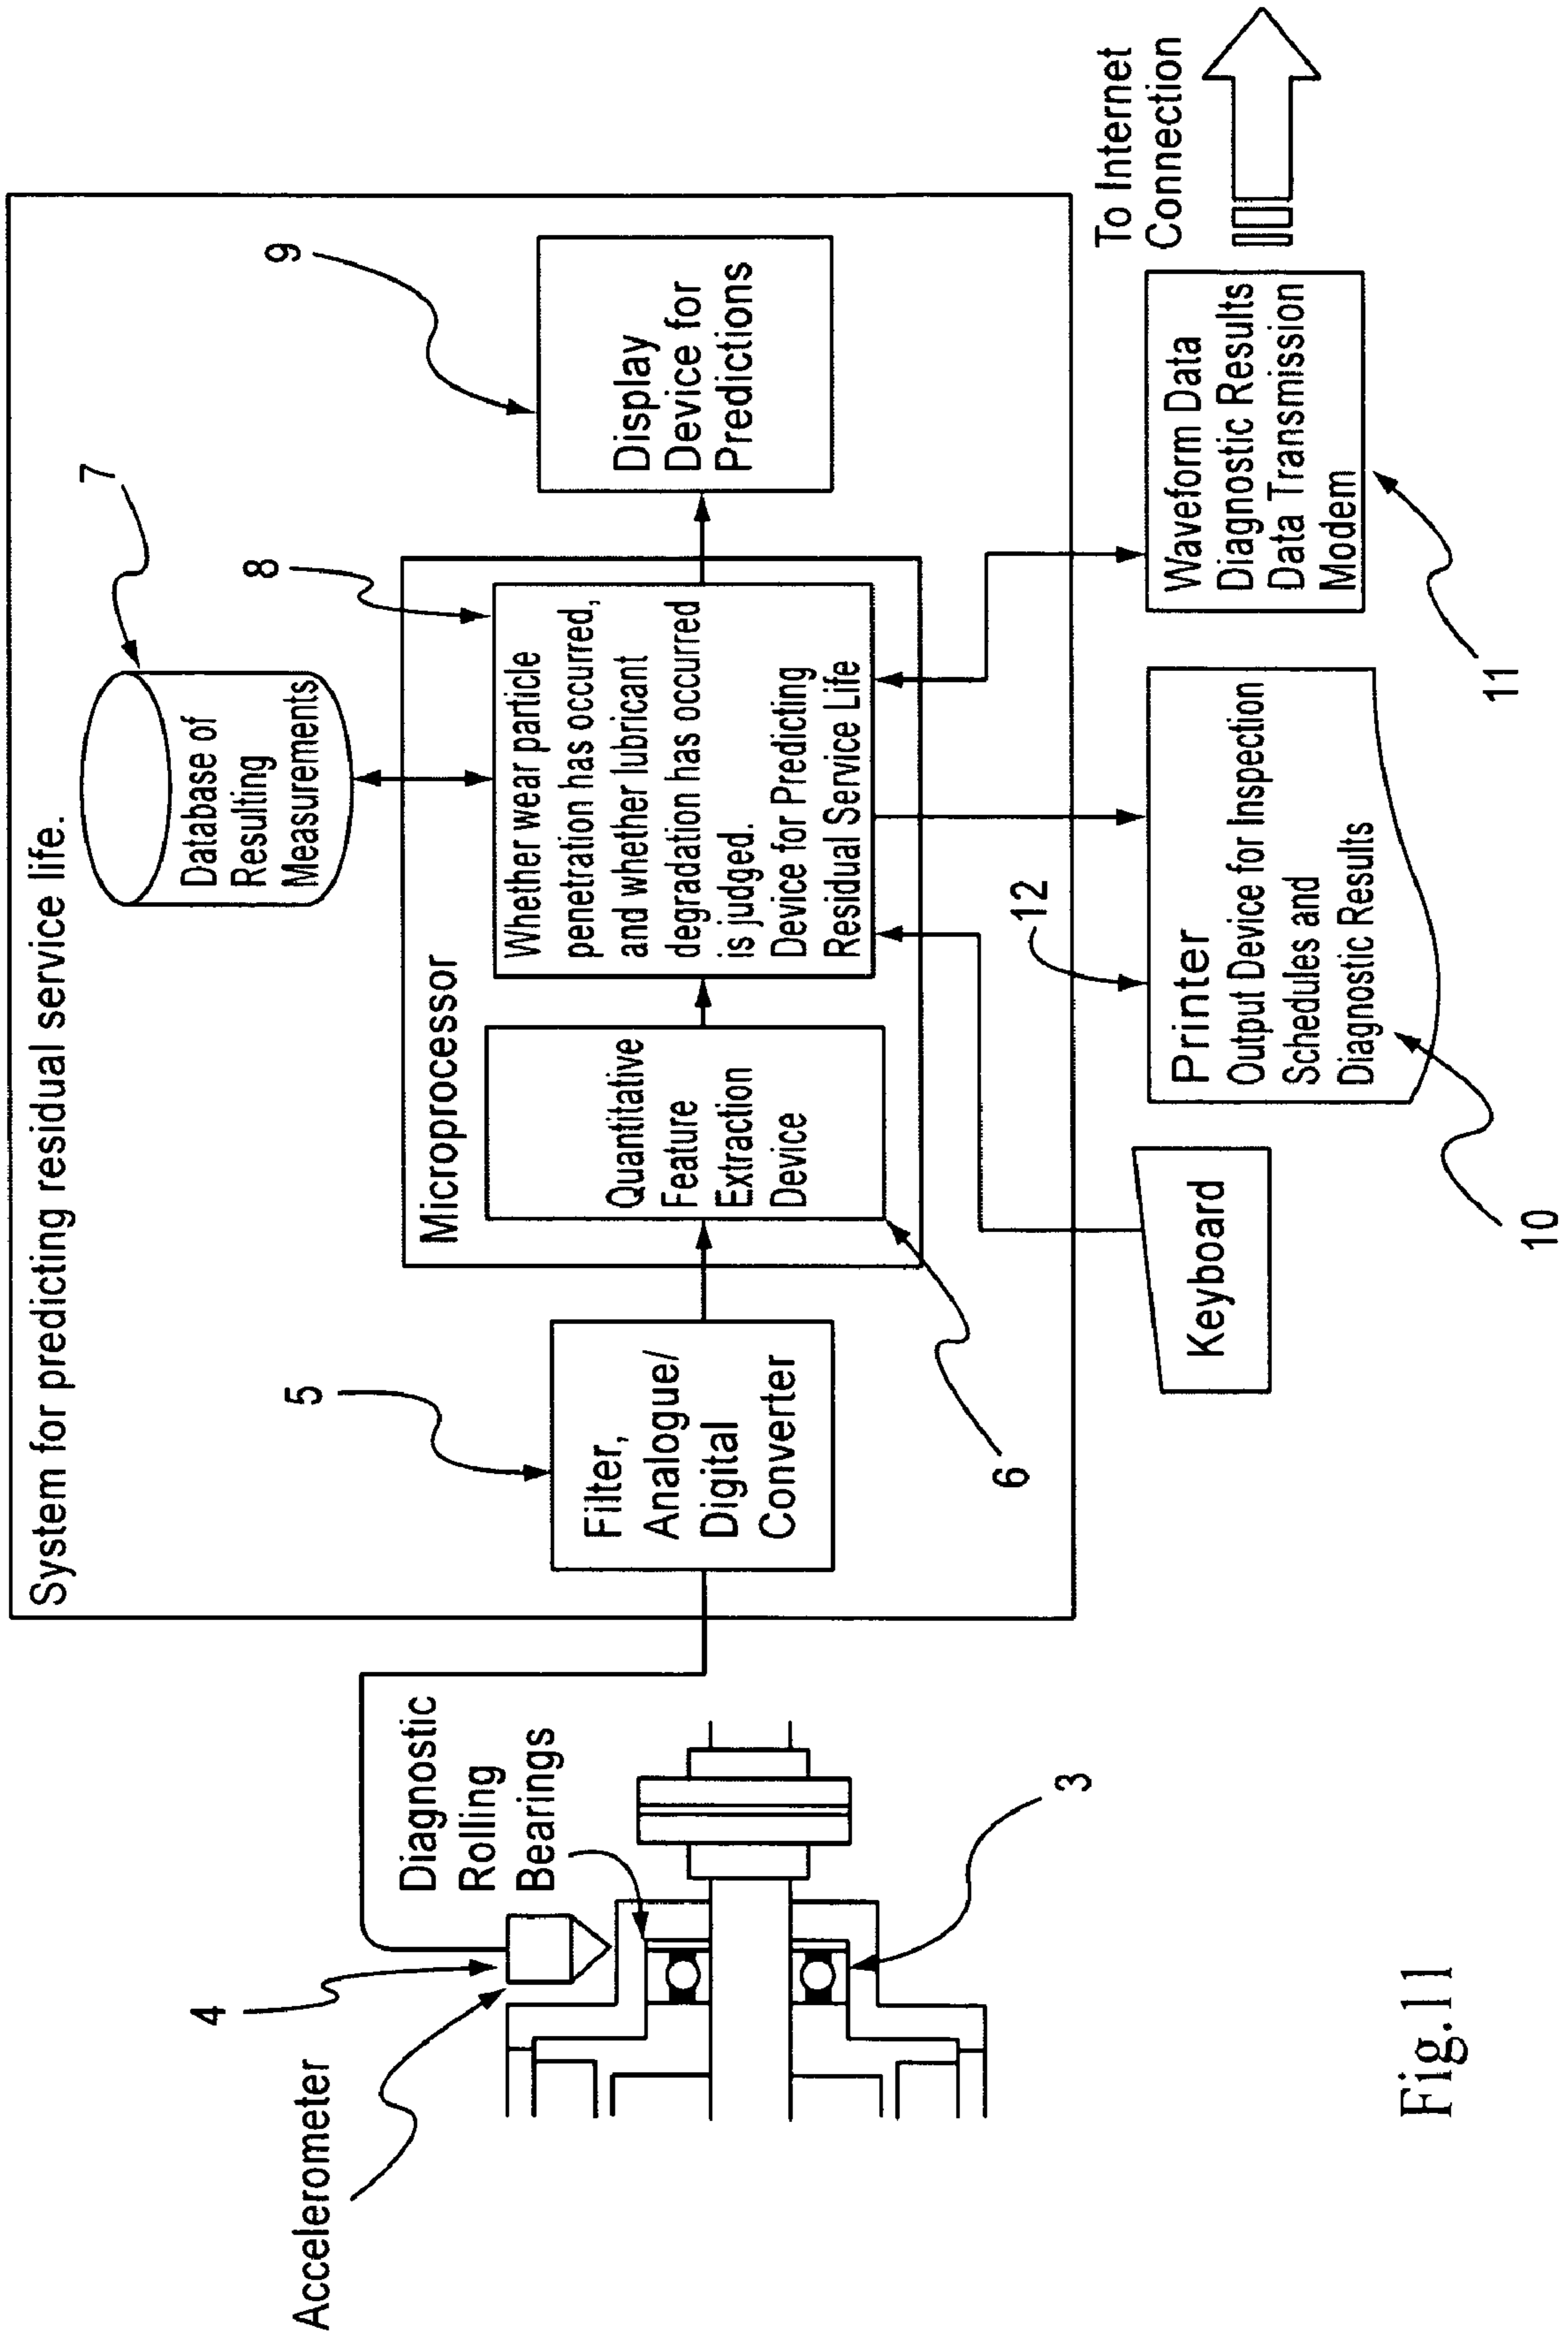 System for predicting residual service life.
7
Database of
Resulting
Measurements
9
Display
Device for
Predictions
8
Microprocessor
Whether wear particle
penetration has occurred,
and whether lubricant
degradation has occurred
is judged.
Device for Predicting
Residual Service Life
Quantitative
Feature
Extraction
Device
6
5
Filter,
Analogue/
Digital
Converter
Accelerometer
4
Diagnostic
Rolling
Bearings
3
Keyboard
12
Printer
Output Device for Inspection
Schedules and
Diagnostic Results
10
Waveform Data
Diagnostic Results
Data Transmission
Modem
11
To Internet
Connection
Fig.11